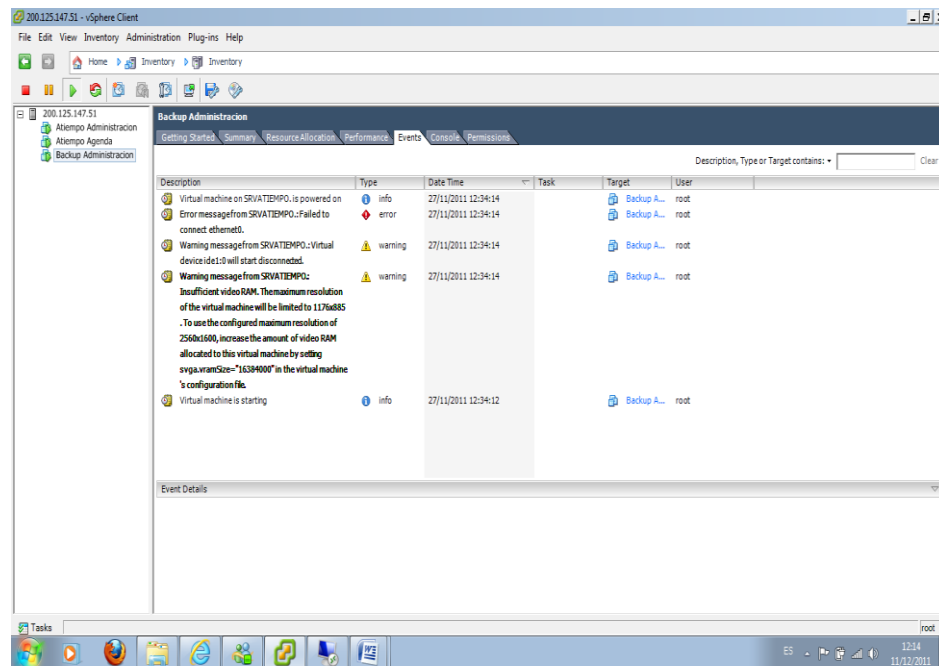 200.125.147.51 - vSphere Client
File Edit View Inventory Administration Plug-ins Help
Home Inventory Inventory
200.125.147.51
Atiempo Administracion
Atiempo Agenda
Backup Administracion
Backup Administracion
Getting Started Summary Resource Allocation Performance Events Console Permissions
Description, Type or Target contains: Clear
Description Type Date Time Task Target User
Virtual machine on SRVATIEMPO. is powered on info 27/11/2011 12:34:14 Backup A... root
Error message from SRVATIEMPO.: Failed to error 27/11/2011 12:34:14 Backup A... root
connect ethernet0.
Warning message from SRVATIEMPO.: Virtual warning 27/11/2011 12:34:14 Backup A... root
device ide1:0 will start disconnected.
Warning message from SRVATIEMPO.: warning 27/11/2011 12:34:14 Backup A... root
Insufficient video RAM. The maximum resolution
of the virtual machine will be limited to 1176x885
. To use the configured maximum resolution of
2560x1600, increase the amount of video RAM
allocated to this virtual machine by setting
svga.vramSize="16384000" in the virtual machine
's configuration file.
Virtual machine is starting info 27/11/2011 12:34:12 Backup A... root
Event Details
Tasks root
ES 12:14
11/12/2011